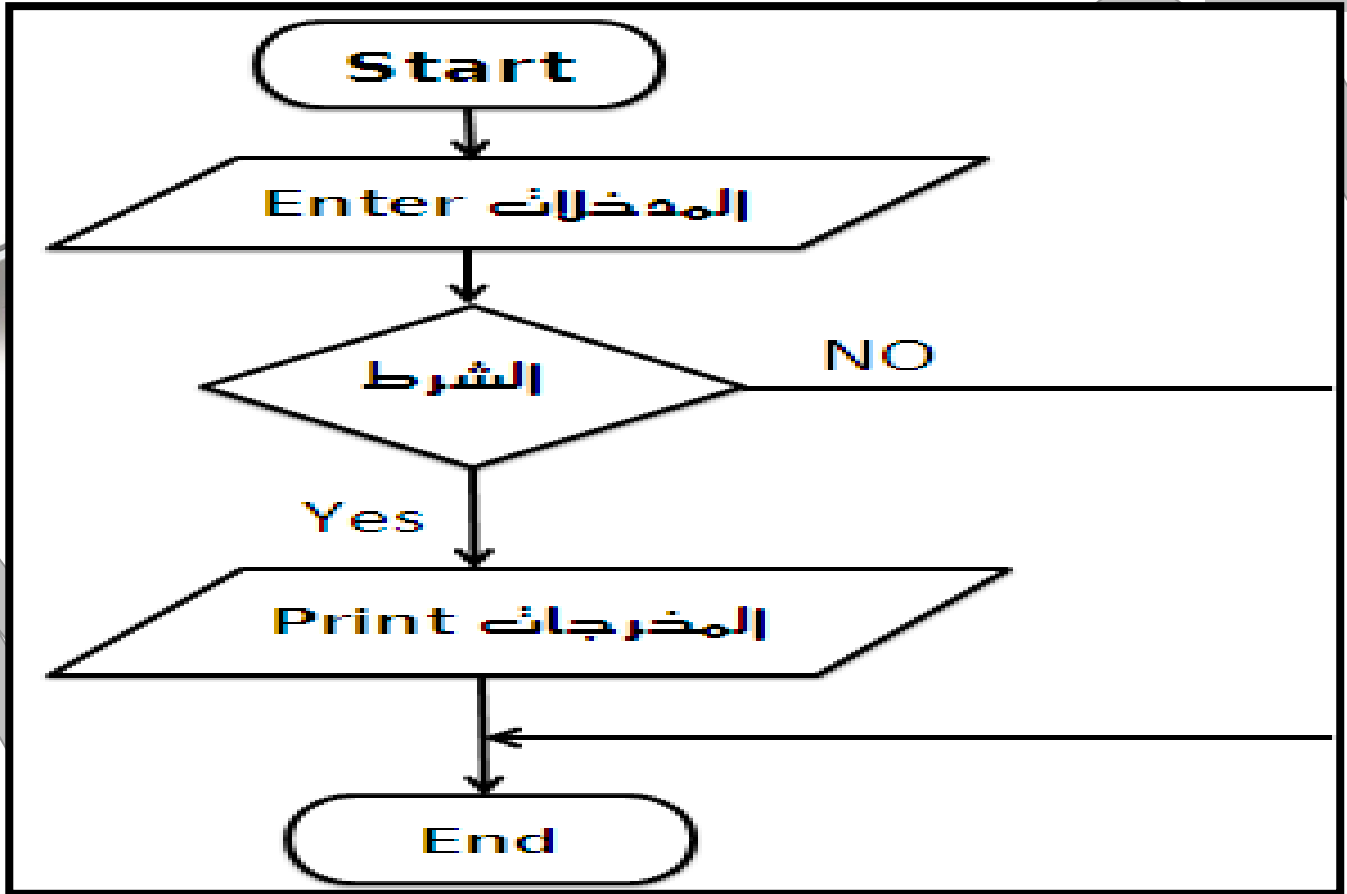 Start
Enter المدخلات
الشرط
NO
Yes
Print المخرجات
End